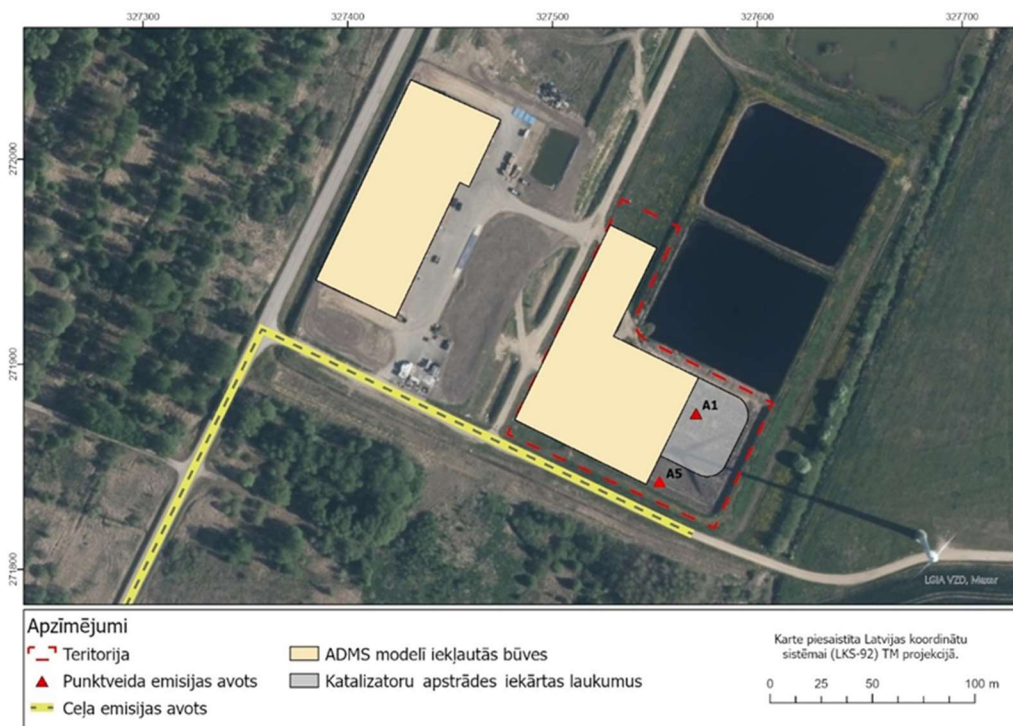 327300
327400
327500
327600
327700
272000
271900
271800
A1
A5
LGIA VZD, Maxar
Apzīmējumi
Teritorija
Punktveida emisijas avots
Ceļa emisijas avots
ADMS modelī iekļautās būves
Katalizatoru apstrādes iekārtas laukumus
Karte piesaistīta Latvijas koordinātu
sistēmai (LKS-92) TM projekcijā.
0 25 50 100 m